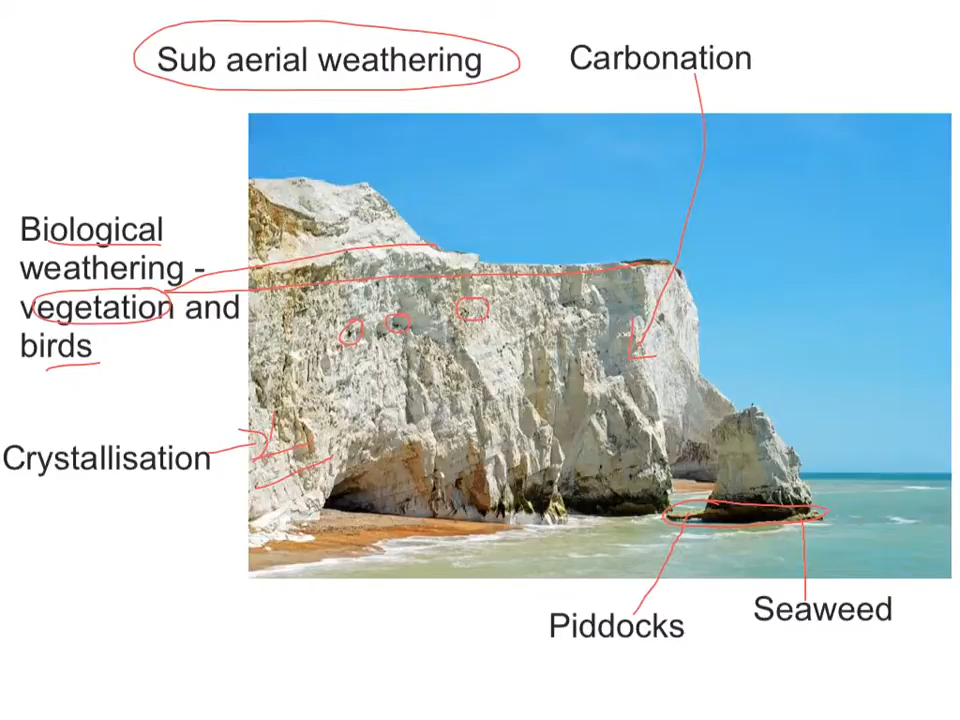 Sub aerial weathering
Carbonation
Biological
weathering -
vegetation and
birds
Crystallisation
Seaweed
Piddocks